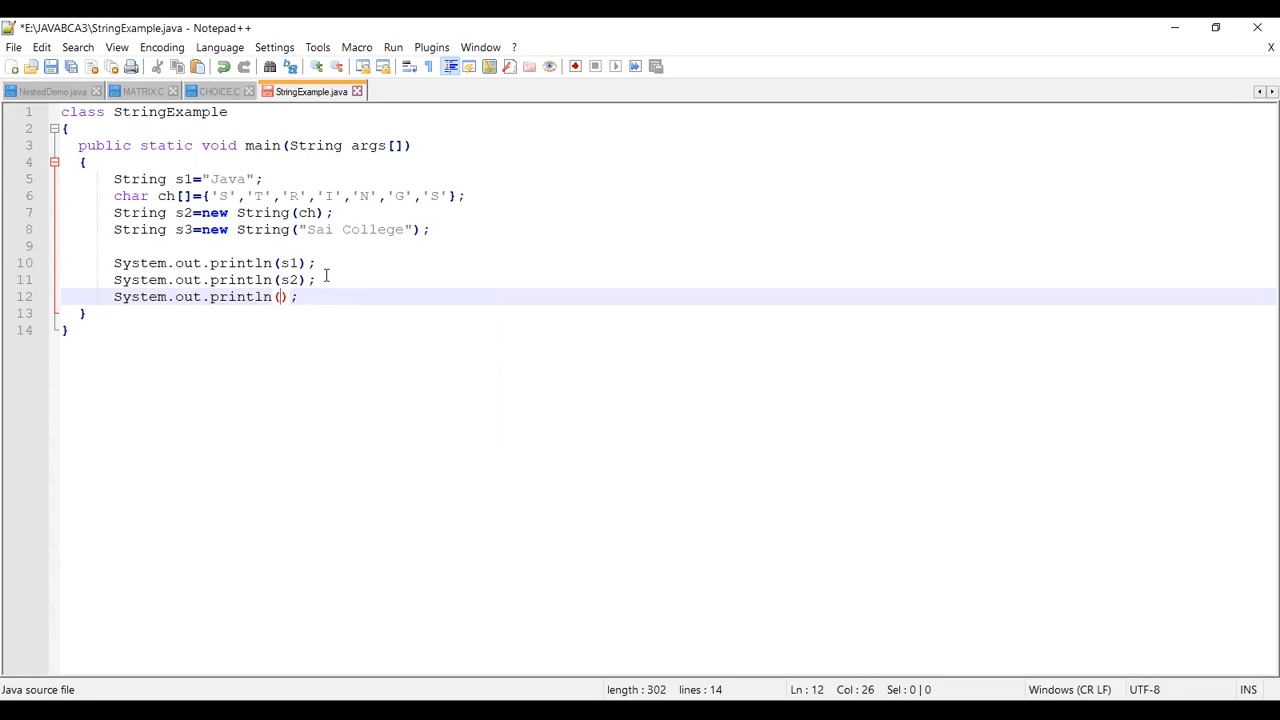 *E:\JAVABCA3\StringExample.java - Notepad++
File Edit Search View Encoding Language Settings Tools Macro Run Plugins Window ? X
NestedDemo.java MATRIX.C CHOICE.C StringExample.java
1 class StringExample
2 {
3 public static void main(String args[])
4 {
5 String s1="Java";
6 char ch[]={'S','T','R','I','N','G','S'};
7 String s2=new String(ch);
8 String s3=new String("Sai College");
9
10 System.out.println(s1);
11 System.out.println(s2);
12 System.out.println();
13 }
14 }
Java source file length : 302 lines : 14 Ln : 12 Col : 26 Sel : 0 | 0 Windows (CR LF) UTF-8 INS